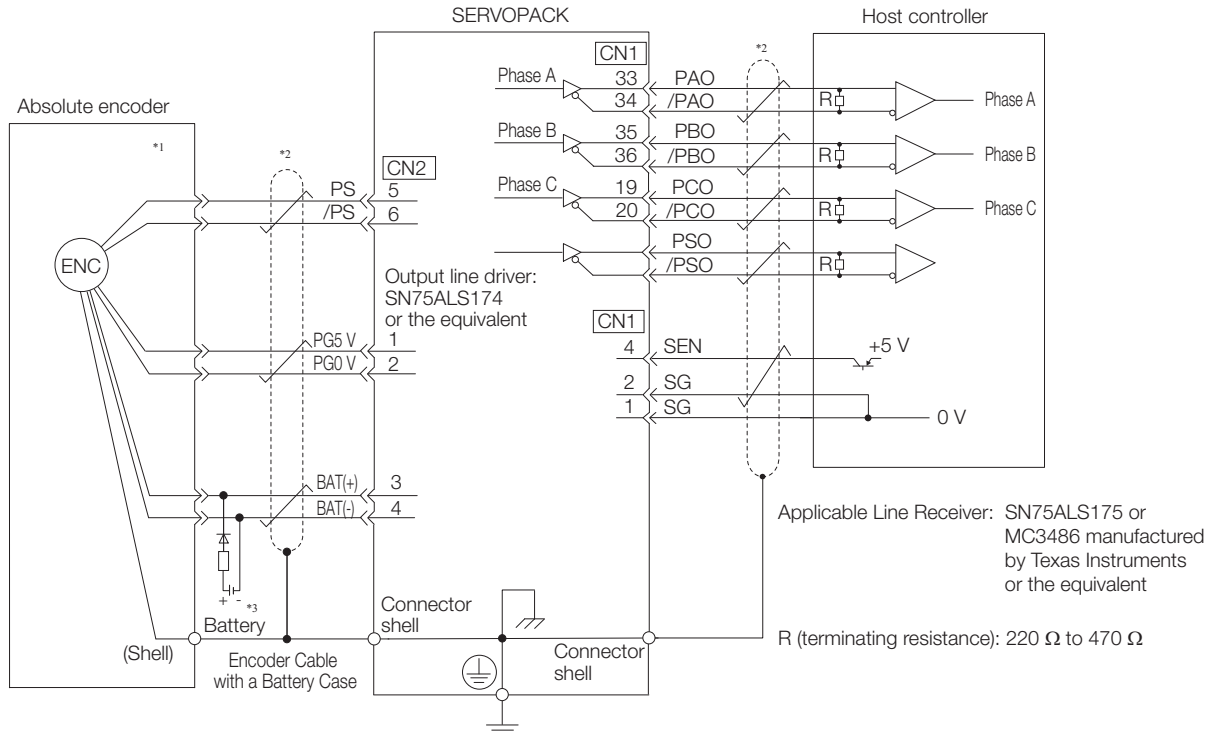 SERVOPACK
Host controller
Absolute encoder
*1
*2
CN2
PS 5
/PS 6
ENC
PG5 V 1
PG0 V 2
BAT(+) 3
BAT(-) 4
+ - *3
Battery
(Shell)
Encoder Cable
with a Battery Case
Connector
shell
Output line driver:
SN75ALS174
or the equivalent
CN1
*2
Phase A 33 PAO R Phase A
34 /PAO
Phase B 35 PBO R Phase B
36 /PBO
Phase C 19 PCO R Phase C
20 /PCO
PSO R
/PSO
CN1
4 SEN +5 V
2 SG
1 SG 0 V
Connector
shell
Applicable Line Receiver: SN75ALS175 or
MC3486 manufactured
by Texas Instruments
or the equivalent
R (terminating resistance): 220 Ω to 470 Ω